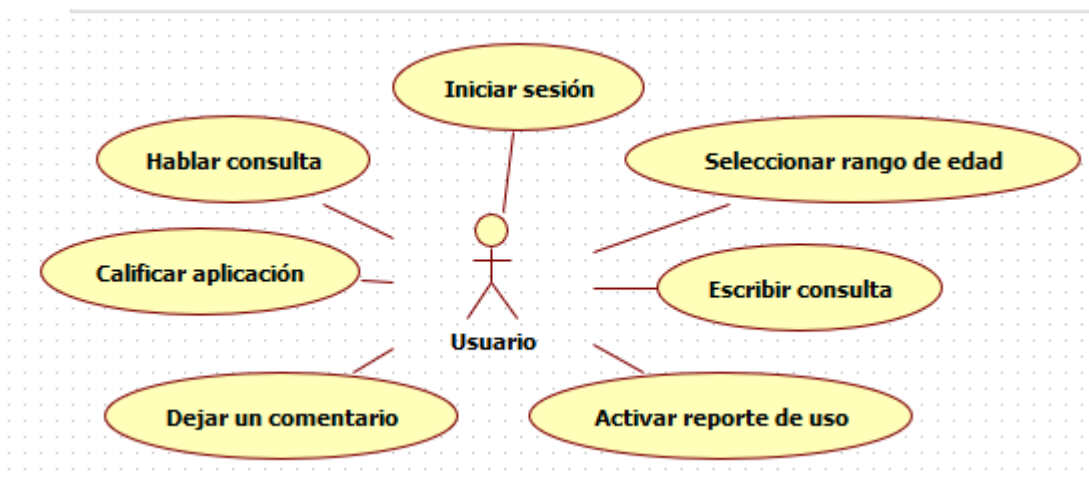 Iniciar sesión
Hablar consulta
Seleccionar rango de edad
Calificar aplicación
Escribir consulta
Usuario
Dejar un comentario
Activar reporte de uso